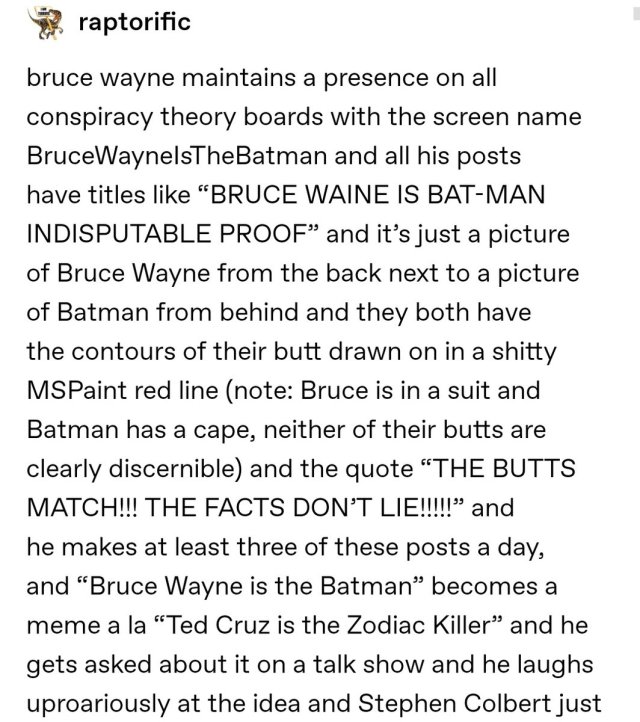 raptorific
bruce wayne maintains a presence on all
conspiracy theory boards with the screen name
BruceWayneIsTheBatman and all his posts
have titles like “BRUCE WAINE IS BAT-MAN
INDISPUTABLE PROOF” and it’s just a picture
of Bruce Wayne from the back next to a picture
of Batman from behind and they both have
the contours of their butt drawn on in a shitty
MSPaint red line (note: Bruce is in a suit and
Batman has a cape, neither of their butts are
clearly discernible) and the quote “THE BUTTS
MATCH!!! THE FACTS DON’T LIE!!!!!” and
he makes at least three of these posts a day,
and “Bruce Wayne is the Batman” becomes a
meme a la “Ted Cruz is the Zodiac Killer” and he
gets asked about it on a talk show and he laughs
uproariously at the idea and Stephen Colbert just